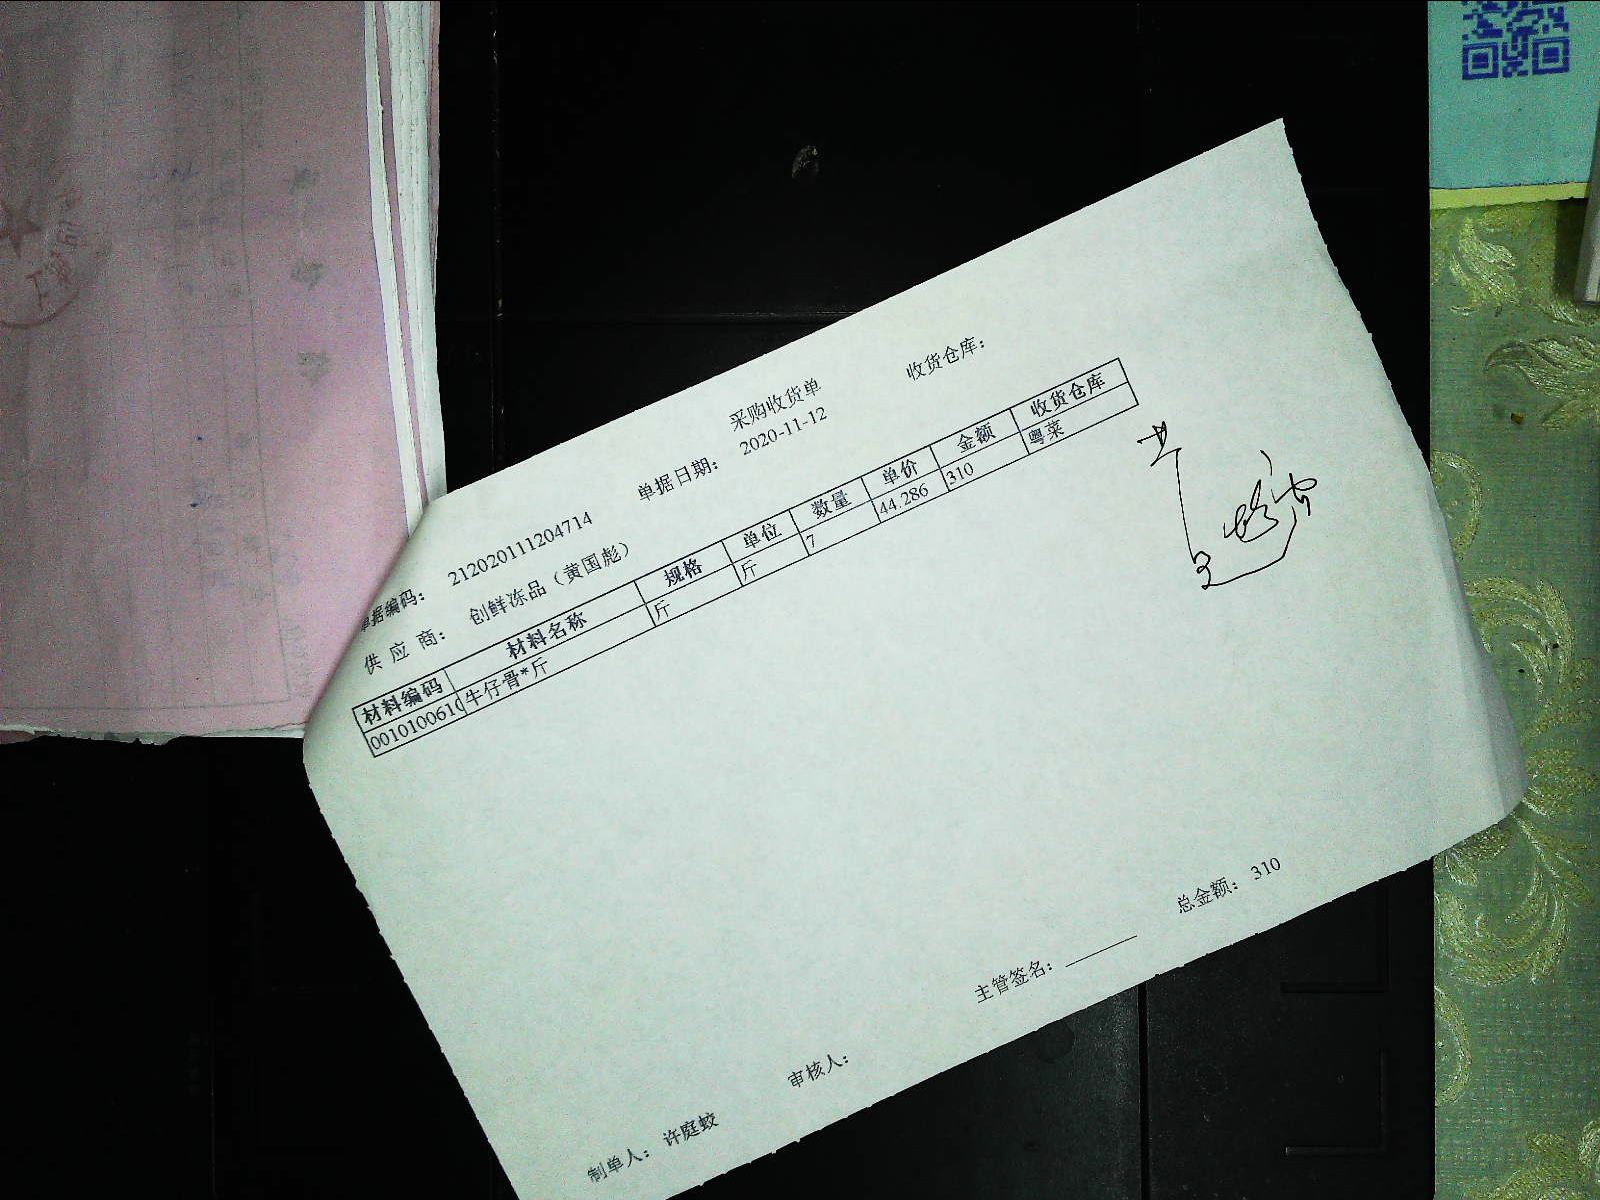 采购收货单
收货仓库：
单据编码： 212020111204714 单据日期： 2020-11-12
供 应 商： 创鲜冻品（黄国彪）
材料编码 材料名称 规格 单位 数量 单价 金额 收货仓库
001010061 牛仔骨*斤 斤 斤 7 44.286 310 粤菜
总金额： 310
制单人： 许庭蛟 审核人： 主管签名：